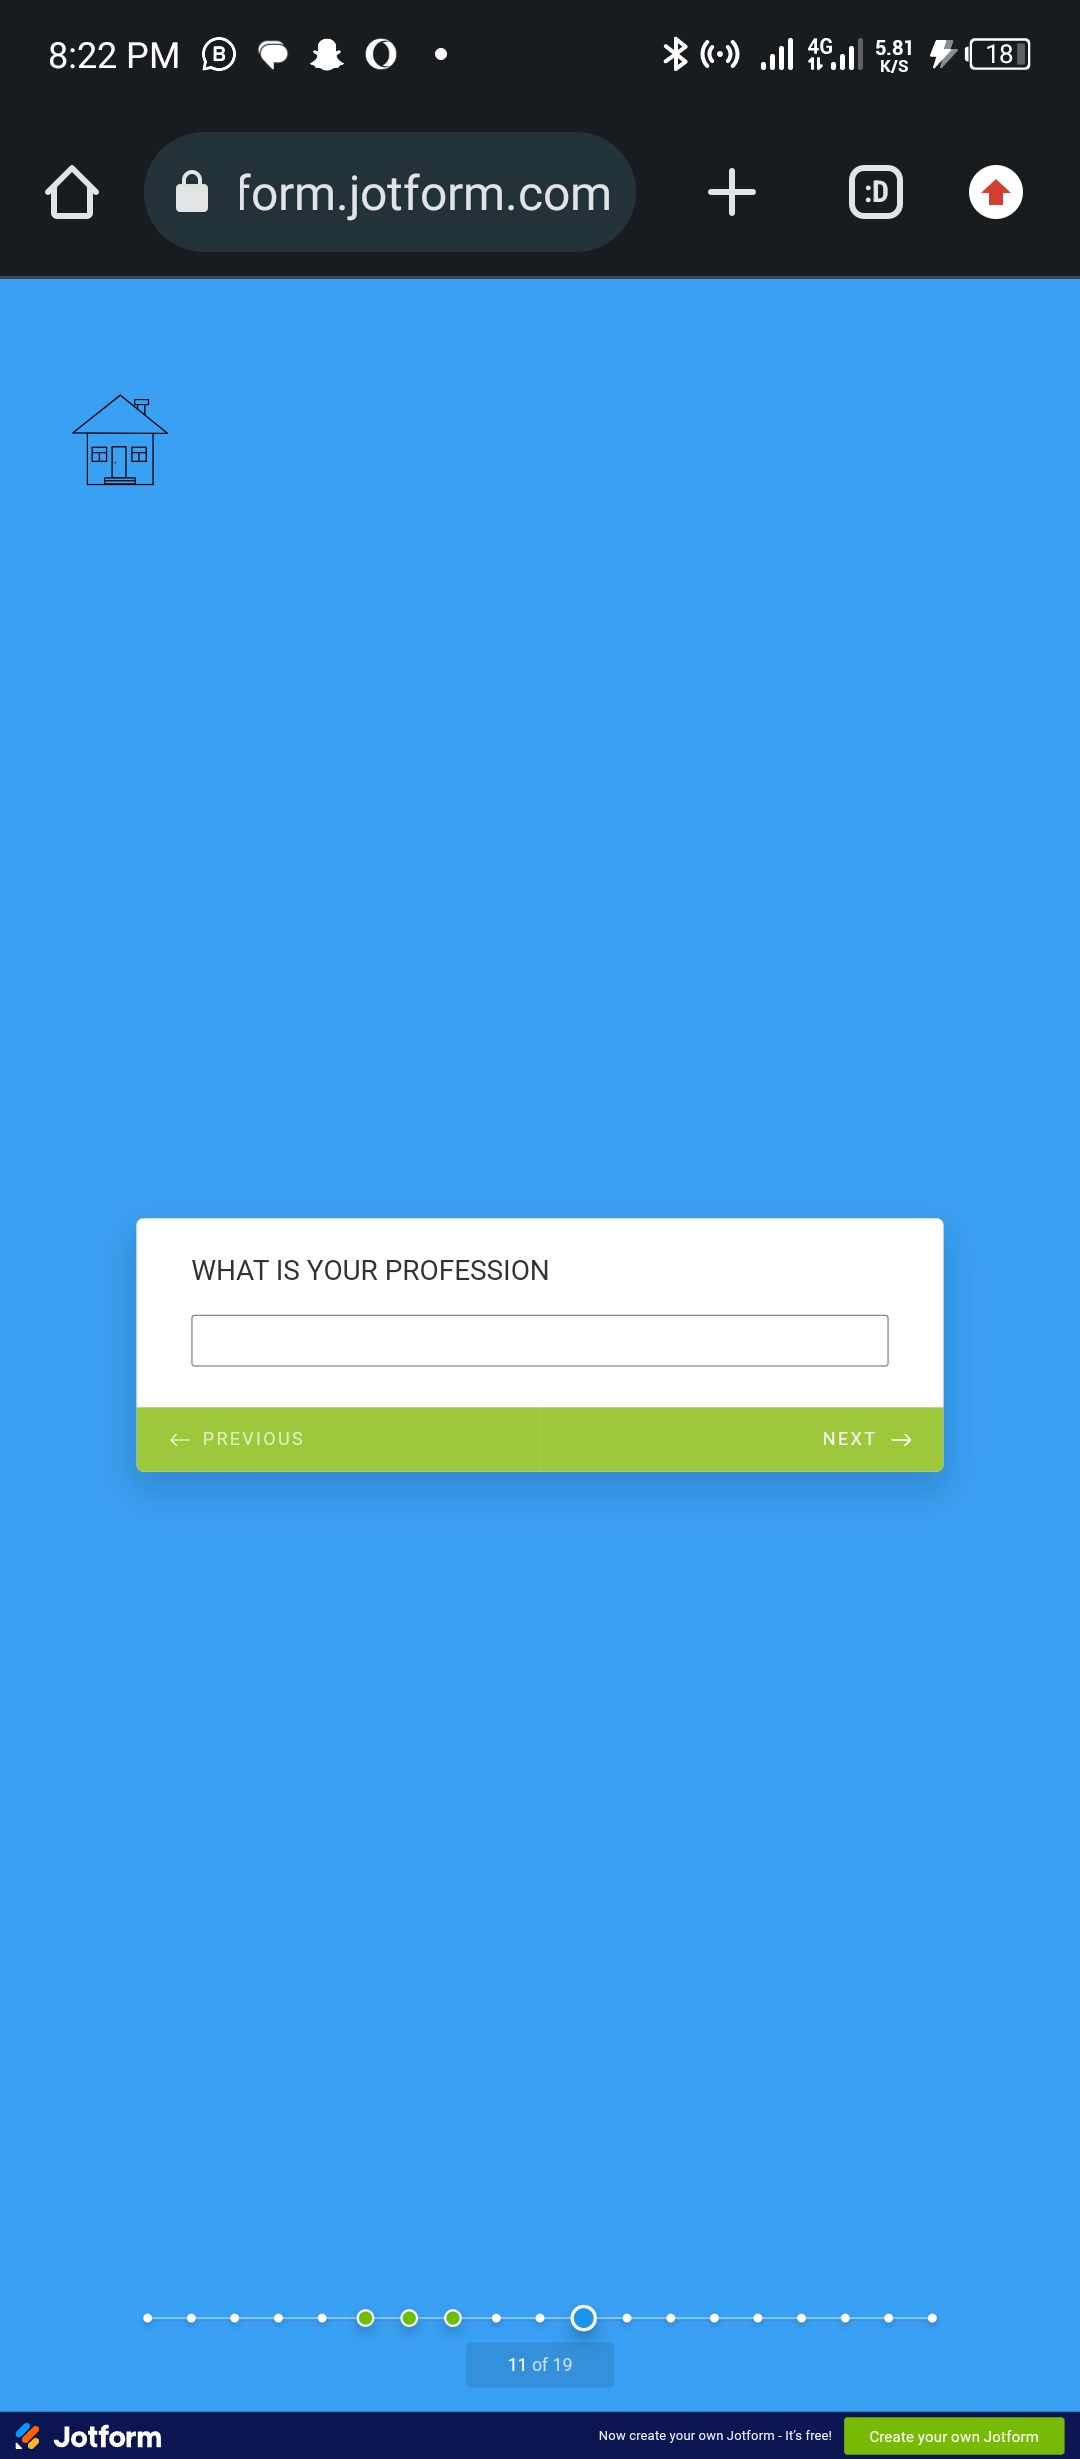 8:22 PM
4G
5.81
K/S
18
form.jotform.com
:D
WHAT IS YOUR PROFESSION
PREVIOUS
NEXT
11 of 19
Jotform
Now create your own Jotform - It's free!
Create your own Jotform